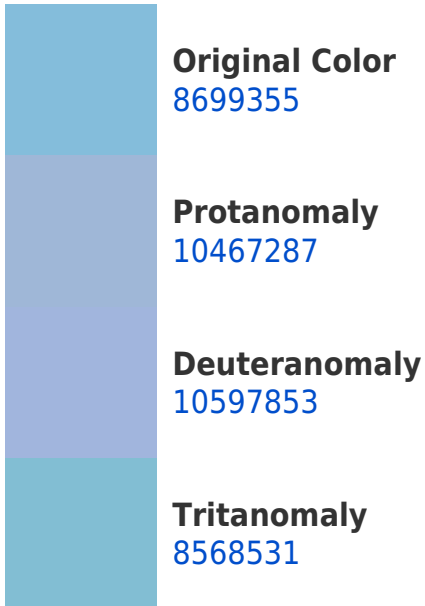 Original Color
8699355
Protanomaly
10467287
Deuteranomaly
10597853
Tritanomaly
8568531